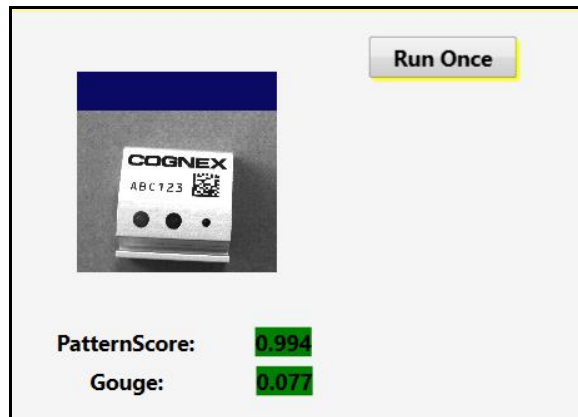 Run Once
COGNEX
ABC123
PatternScore: 0.994
Gouge: 0.077